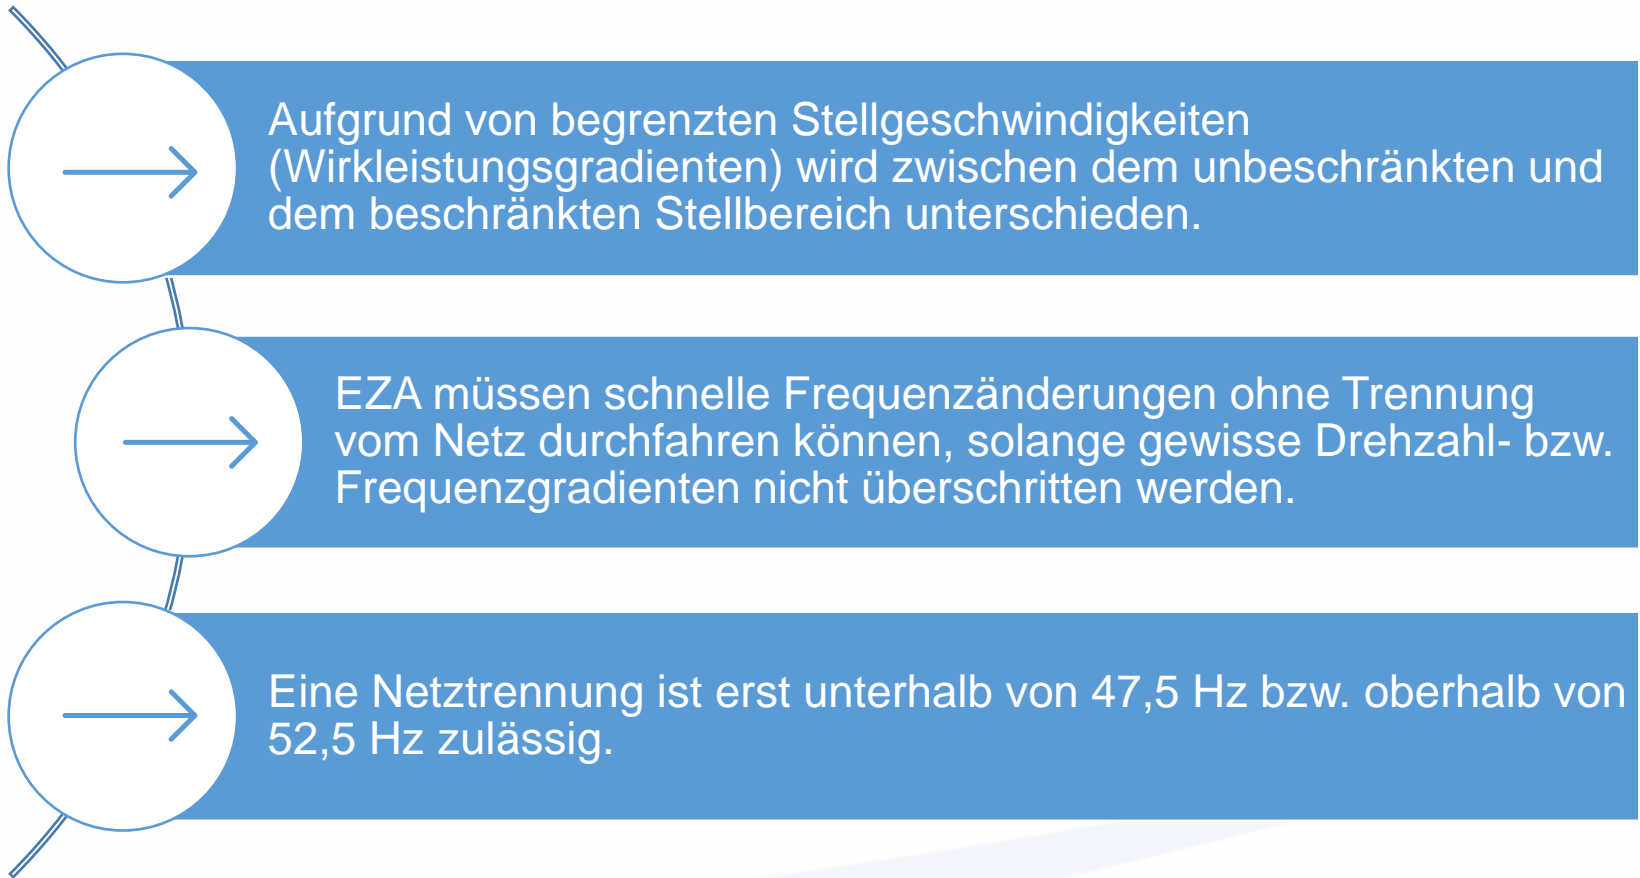 Aufgrund von begrenzten Stellgeschwindigkeiten
(Wirkleistungsgradienten) wird zwischen dem unbeschränkten und
dem beschränkten Stellbereich unterschieden.
EZA müssen schnelle Frequenzänderungen ohne Trennung
vom Netz durchfahren können, solange gewisse Drehzahl- bzw.
Frequenzgradienten nicht überschritten werden.
Eine Netztrennung ist erst unterhalb von 47,5 Hz bzw. oberhalb von
52,5 Hz zulässig.